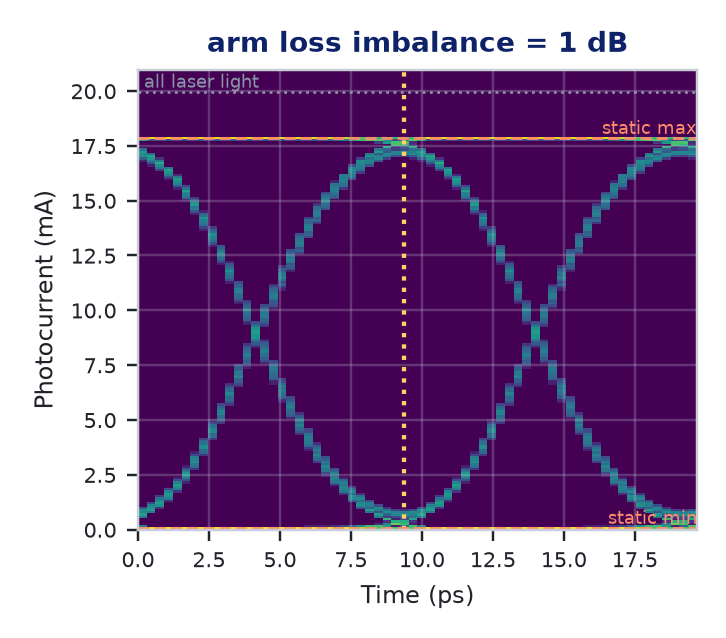 arm loss imbalance = 1 dB
all laser light
static max
static min
20.0
17.5
15.0
12.5
10.0
7.5
5.0
2.5
0.0
Photocurrent (mA)
0.0 2.5 5.0 7.5 10.0 12.5 15.0 17.5
Time (ps)